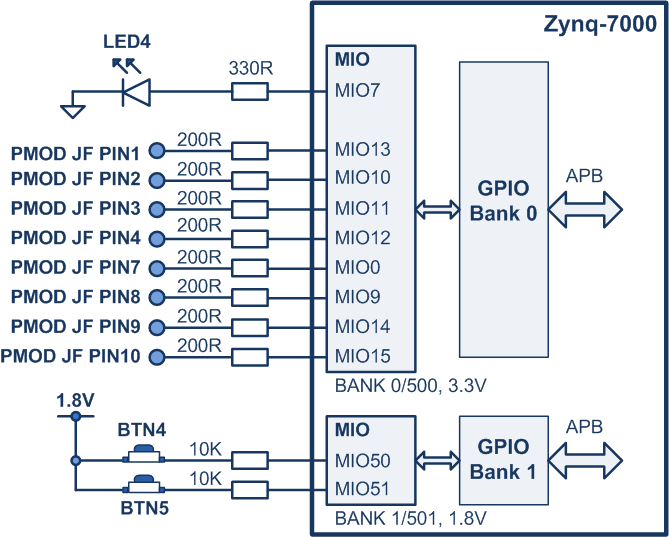 Zynq-7000
LED4
330R
MIO
MIO7
PMOD JF PIN1
200R
MIO13
PMOD JF PIN2
200R
MIO10
PMOD JF PIN3
200R
MIO11
PMOD JF PIN4
200R
MIO12
PMOD JF PIN7
200R
MIO0
PMOD JF PIN8
200R
MIO9
PMOD JF PIN9
200R
MIO14
PMOD JF PIN10
200R
MIO15
GPIO
Bank 0
APB
BANK 0/500, 3.3V
1.8V
BTN4
10K
MIO
MIO50
BTN5
10K
MIO51
GPIO
Bank 1
APB
BANK 1/501, 1.8V